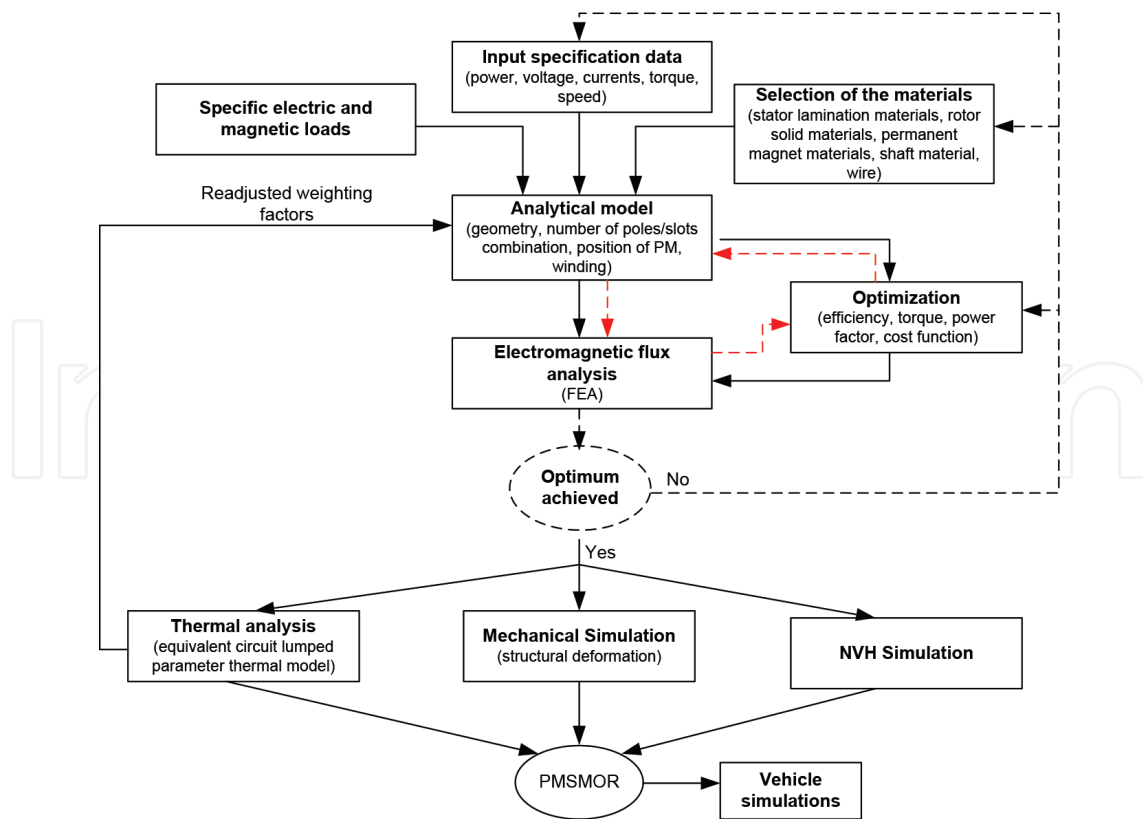 Input specification data
(power, voltage, currents, torque,
speed)
Specific electric and
magnetic loads
Selection of the materials
(stator lamination materials, rotor
solid materials, permanent
magnet materials, shaft material,
wire)
Readjusted weighting
factors
Analytical model
(geometry, number of poles/slots
combination, position of PM,
winding)
Optimization
(efficiency, torque, power
factor, cost function)
Electromagnetic flux
analysis
(FEA)
Optimum
achieved
No
Yes
Thermal analysis
(equivalent circuit lumped
parameter thermal model)
Mechanical Simulation
(structural deformation)
NVH Simulation
PMSMOR
Vehicle
simulations